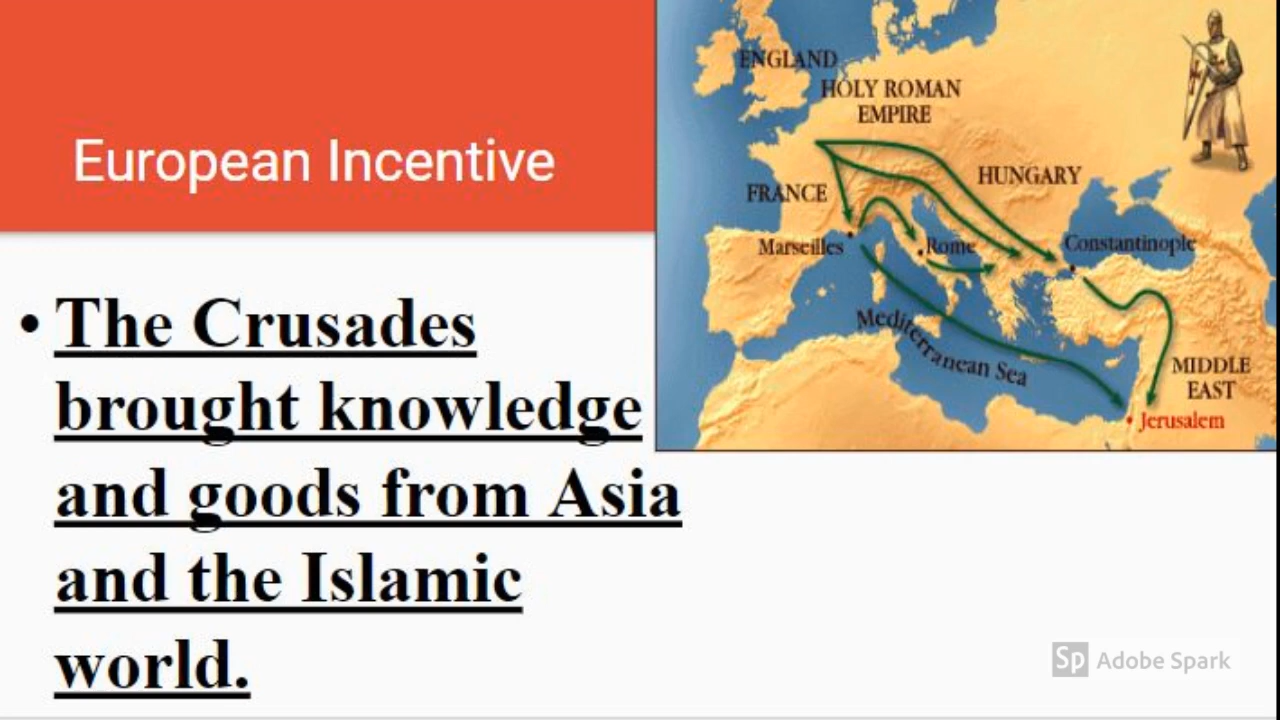 European Incentive
• The Crusades
brought knowledge
and goods from Asia
and the Islamic
world.
ENGLAND
HOLY ROMAN
EMPIRE
HUNGARY
FRANCE
Marseilles
Rome
Constantinople
Mediterranean Sea
MIDDLE
EAST
Jerusalem
Sp Adobe Spark